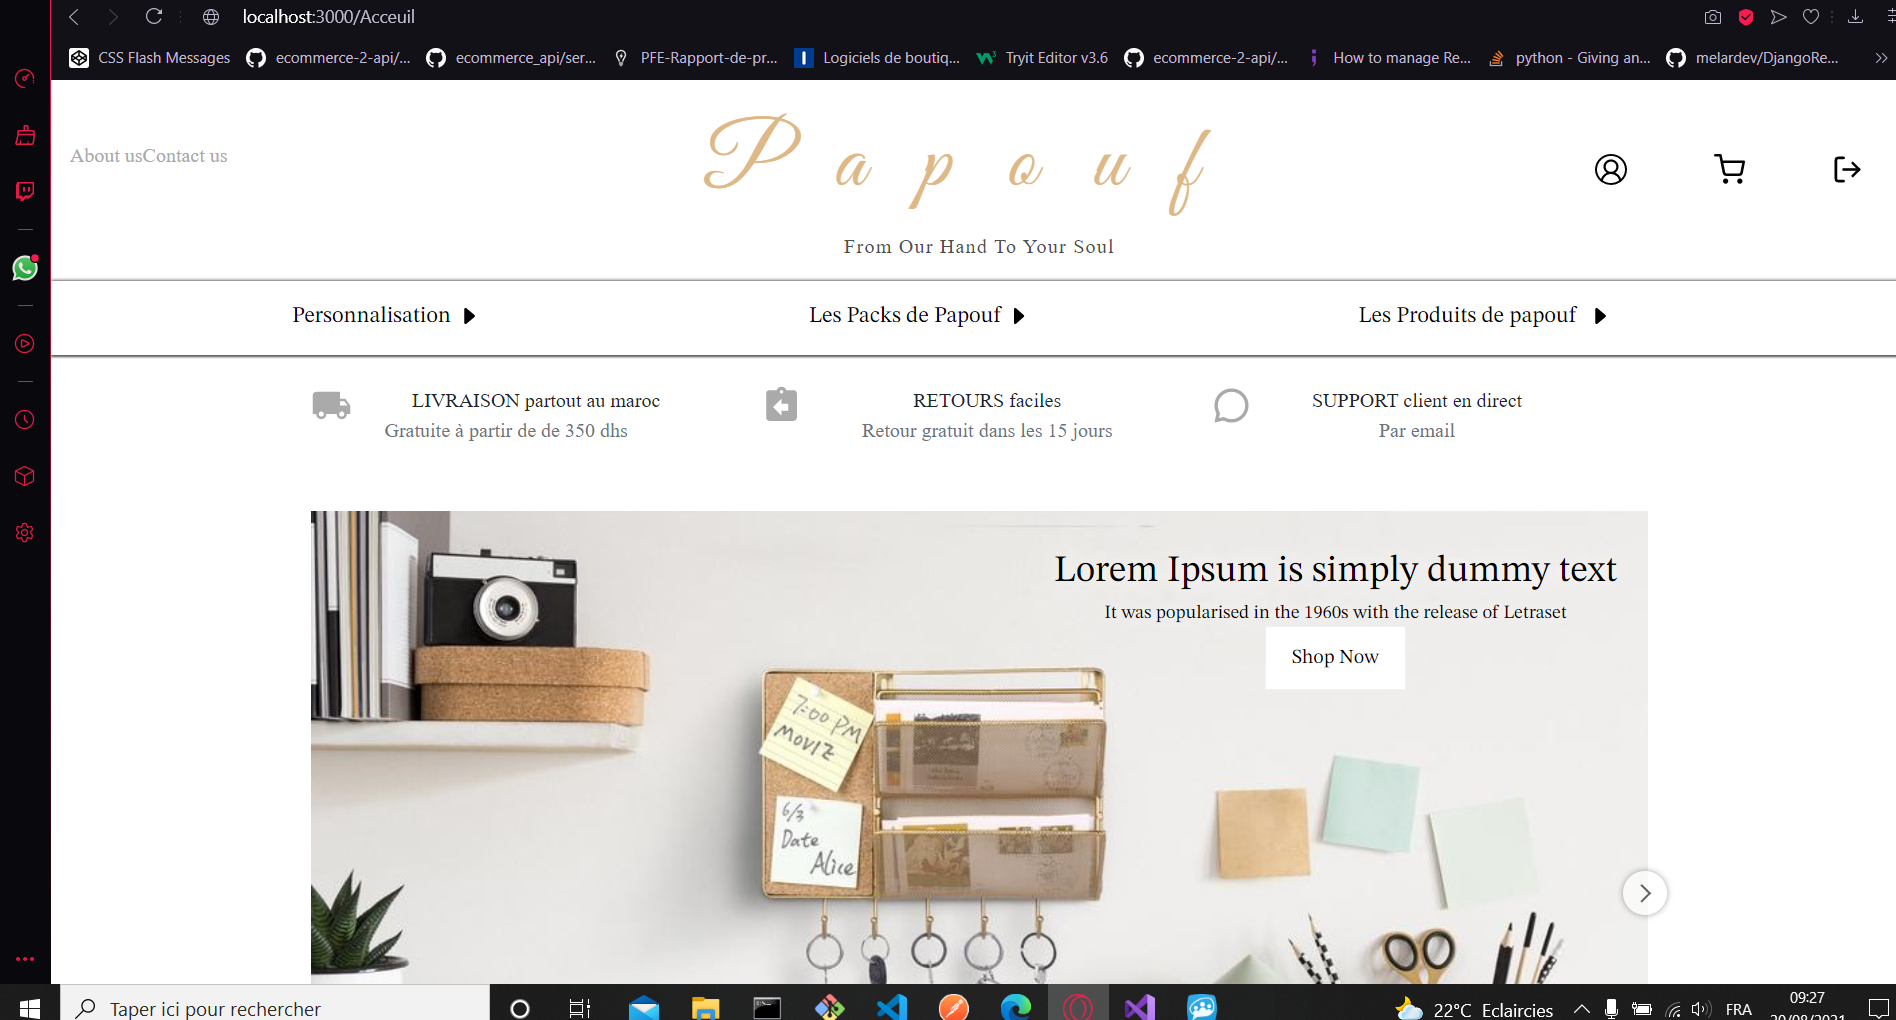 localhost:3000/Acceuil
CSS Flash Messages
ecommerce-2-api/...
ecommerce_api/ser...
PFE-Rapport-de-pr...
Logiciels de boutiq...
Tryit Editor v3.6
ecommerce-2-api/...
How to manage Re...
python - Giving an...
melardev/DjangoRe...
About usContact us
Papouf
From Our Hand To Your Soul
Personnalisation
Les Packs de Papouf
Les Produits de papouf
LIVRAISON partout au maroc
Gratuite à partir de de 350 dhs
RETOURS faciles
Retour gratuit dans les 15 jours
SUPPORT client en direct
Par email
Lorem Ipsum is simply dummy text
It was popularised in the 1960s with the release of Letraset
Shop Now
7:00 PM
MOVIE
6/3
Date
Alice
Taper ici pour rechercher
22°C Eclaircies
FRA
09:27
20/08/2021